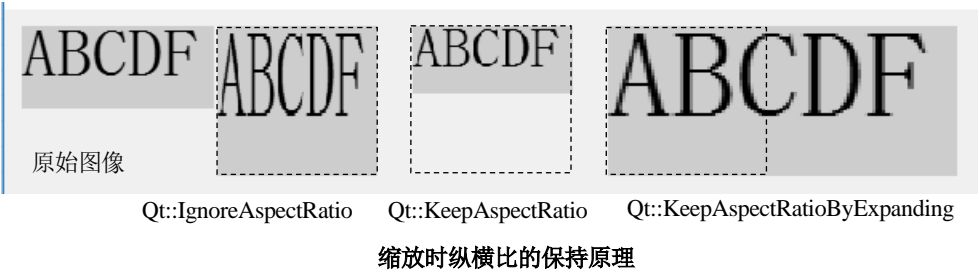 ABCDF ABCDF ABCDF ABCDF
原始图像
Qt::IgnoreAspectRatio Qt::KeepAspectRatio Qt::KeepAspectRatioByExpanding
缩放时纵横比的保持原理